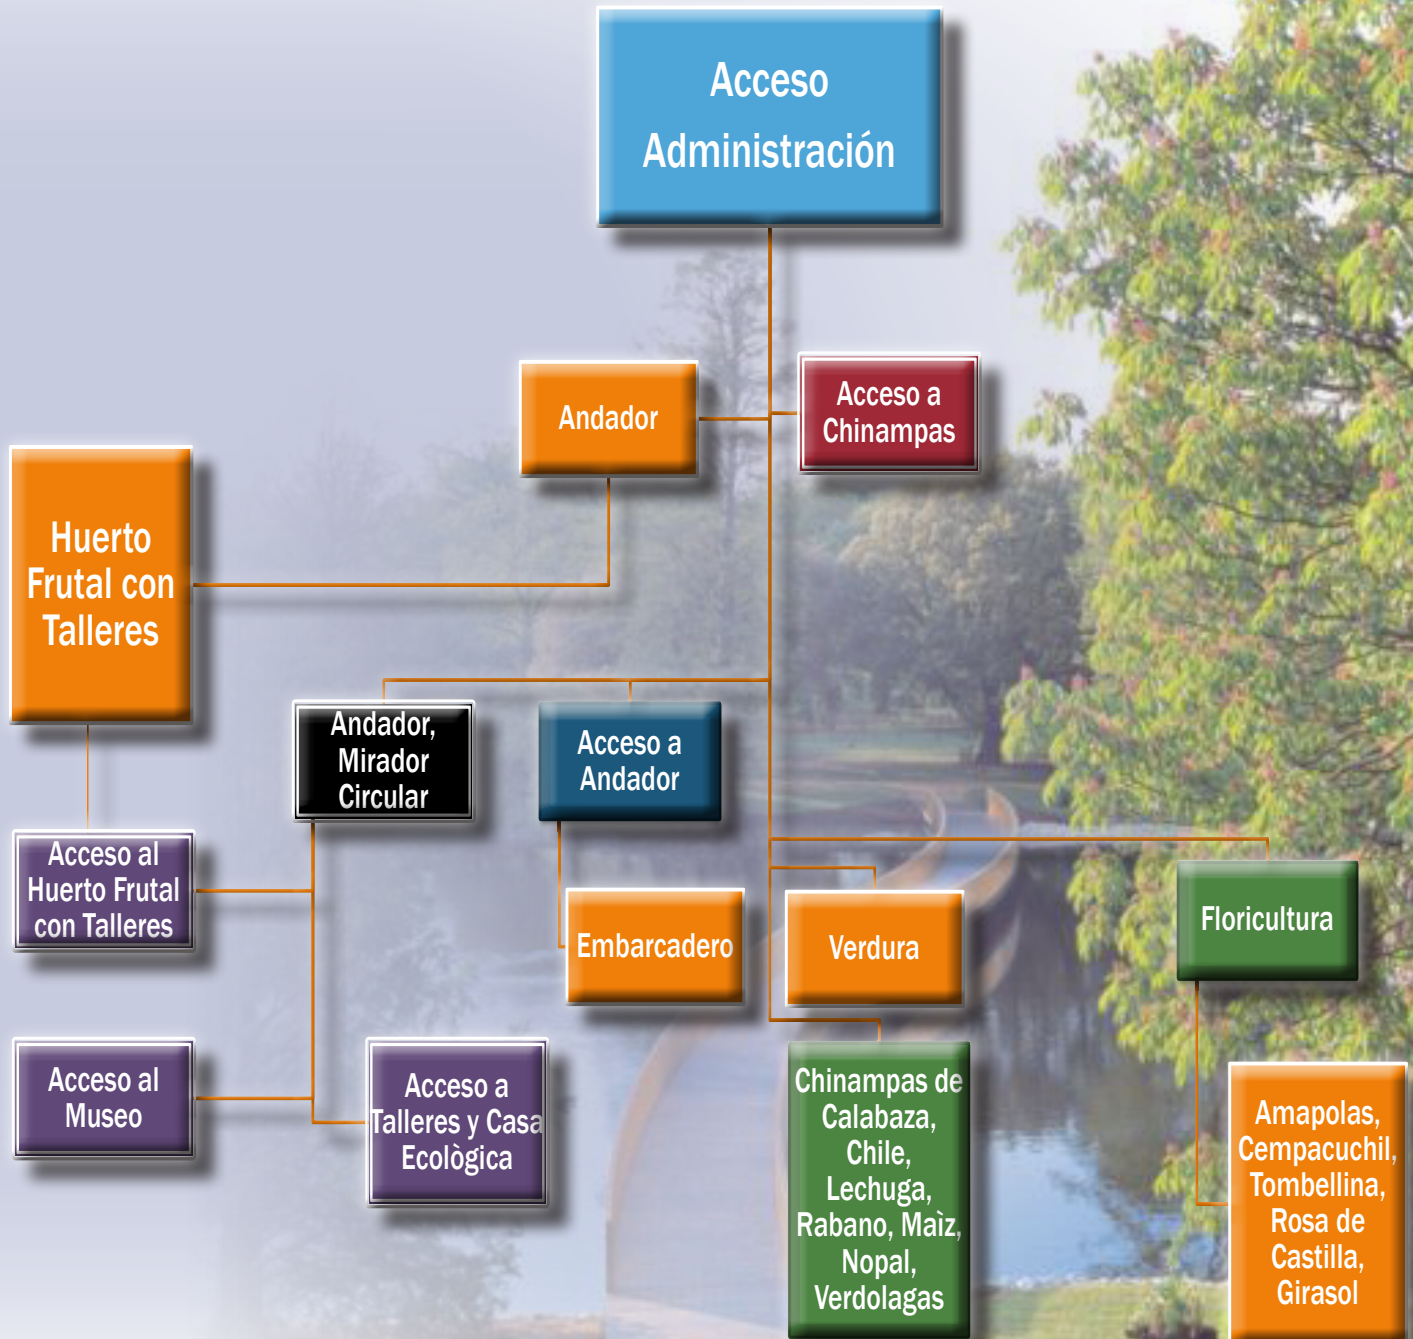 Acceso
Administración
Andador
Acceso a
Chinampas
Huerto
Frutal con
Talleres
Andador,
Mirador
Circular
Acceso a
Andador
Acceso al
Huerto Frutal
con Talleres
Embarcadero
Verdura
Floricultura
Acceso al
Museo
Acceso a
Talleres y Casa
Ecològica
Chinampas de
Calabaza,
Chile,
Lechuga,
Rabano, Maìz,
Nopal,
Verdolagas
Amapolas,
Cempacuchil,
Tombellina,
Rosa de
Castilla,
Girasol